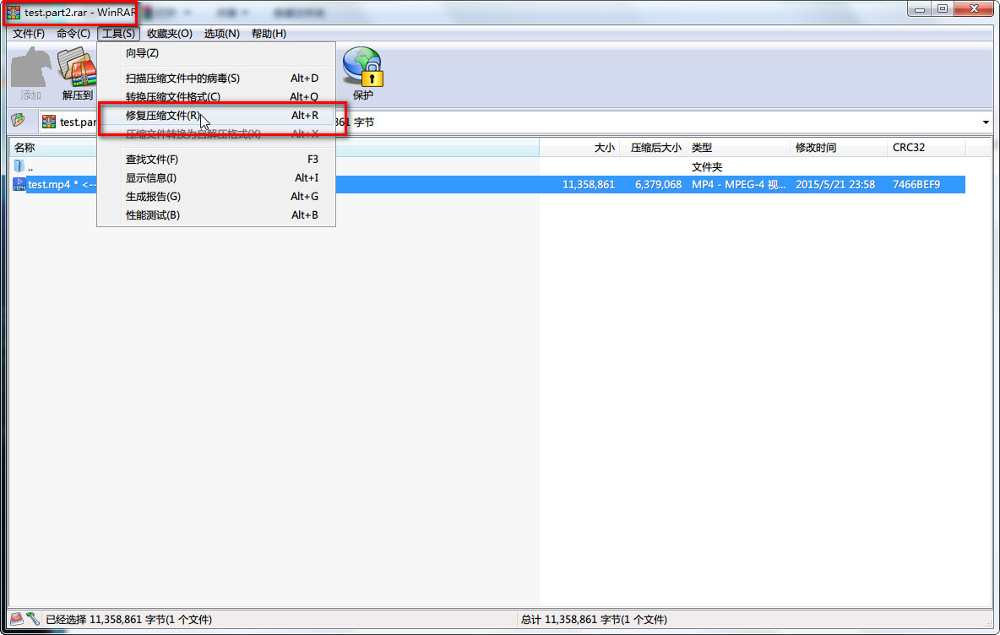 test.part2.rar - WinRAR
文件(F) 命令(C) 工具(S) 收藏夹(O) 选项(N) 帮助(H)
添加 解压到 保护
向导(Z)
扫描压缩文件中的病毒(S) Alt+D
转换压缩文件格式(C) Alt+Q
修复压缩文件(R) Alt+R
压缩文件转换为自解压格式(X) Alt+X
查找文件(F) F3
显示信息(I) Alt+I
生成报告(G) Alt+G
性能测试(B) Alt+B
字节
名称 大小 压缩后大小 类型 修改时间 CRC32
.. 文件夹
test.mp4 * <-- 11,358,861 6,379,068 MP4 - MPEG-4 视... 2015/5/21 23:58 7466BEF9
已经选择 11,358,861 字节(1 个文件) 总计 11,358,861 字节(1 个文件)